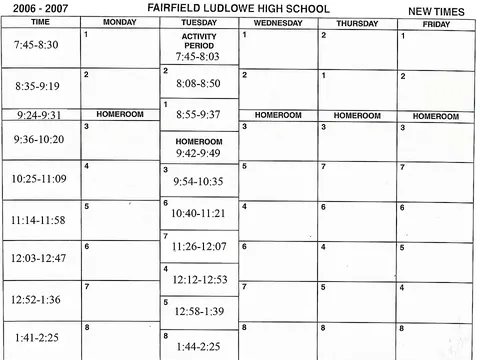 2006 - 2007 FAIRFIELD LUDLOWE HIGH SCHOOL NEW TIMES
TIME MONDAY TUESDAY WEDNESDAY THURSDAY FRIDAY
7:45-8:30 1 ACTIVITY PERIOD 7:45-8:03 1 2 1
8:35-9:19 2 2 8:08-8:50 2 1 2
1 8:55-9:37
9:24-9:31 HOMEROOM HOMEROOM HOMEROOM HOMEROOM
9:36-10:20 3 HOMEROOM 9:42-9:49 3 3 3
10:25-11:09 4 3 9:54-10:35 5 7 7
11:14-11:58 5 6 10:40-11:21 4 6 6
12:03-12:47 6 7 11:26-12:07 6 4 5
4 12:12-12:53
12:52-1:36 7 5 12:58-1:39 7 5 4
1:41-2:25 8 8 1:44-2:25 8 8 8